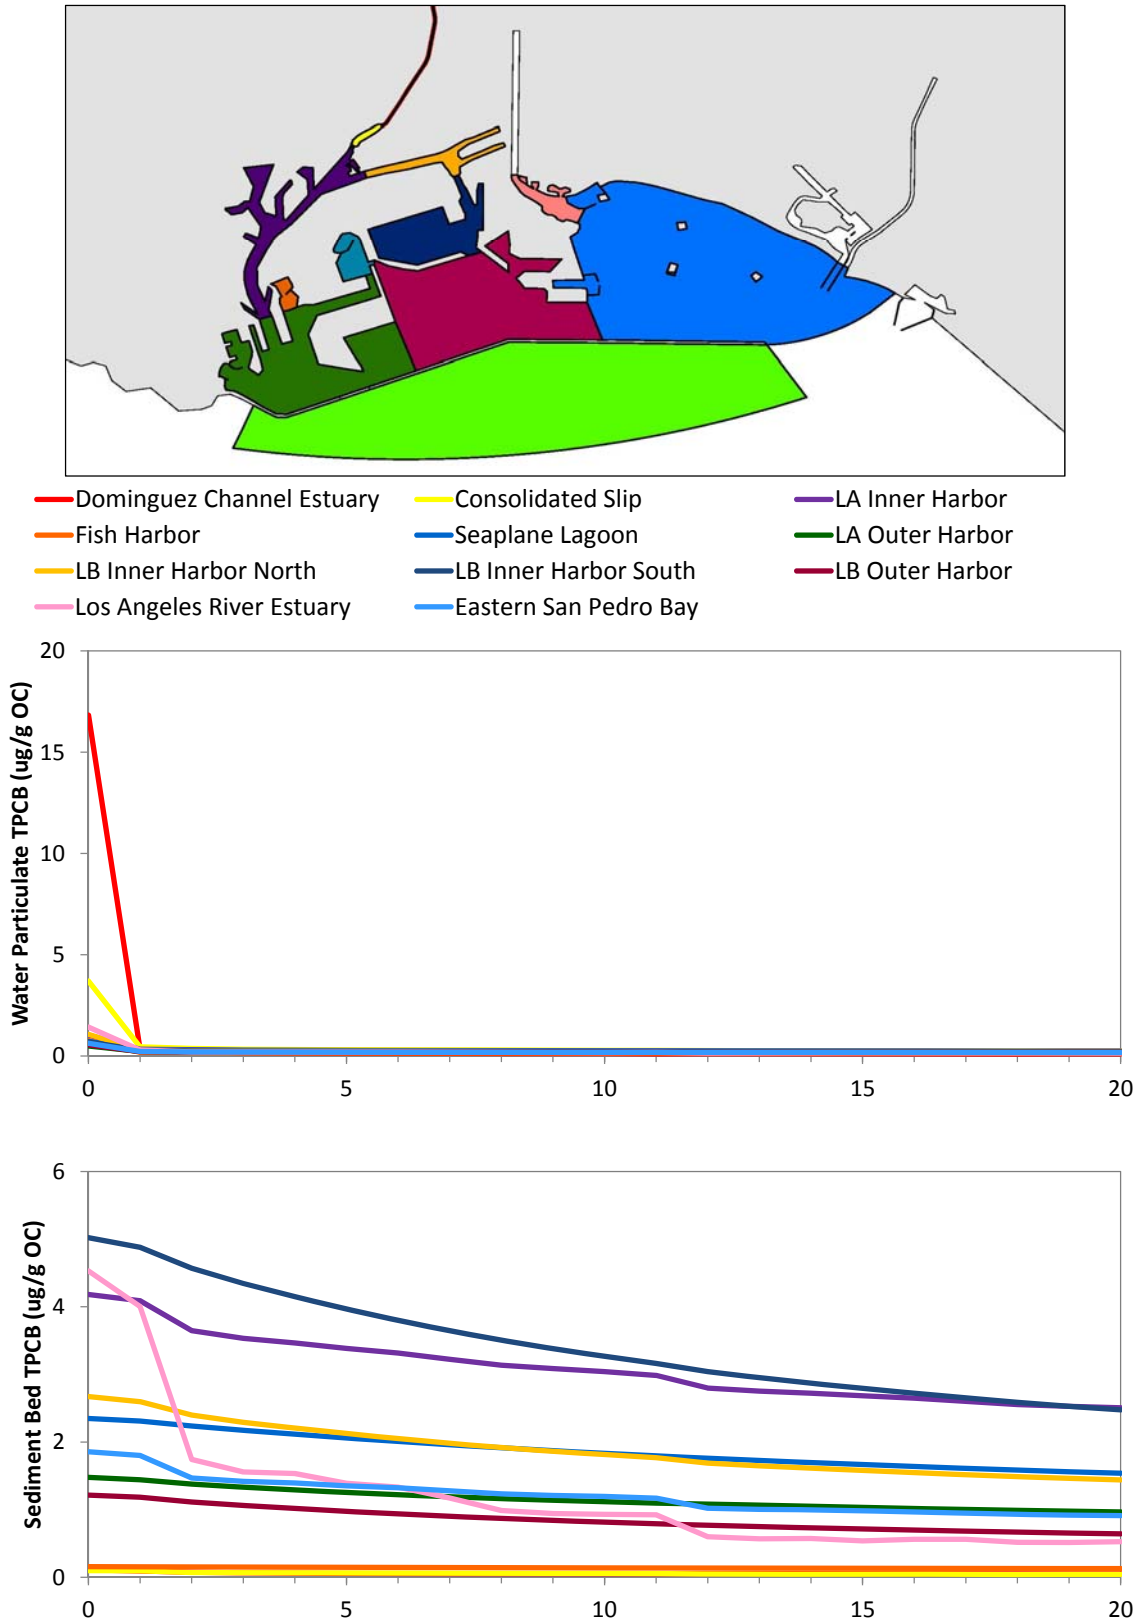 Dominguez Channel Estuary Consolidated Slip LA Inner Harbor
Fish Harbor Seaplane Lagoon LA Outer Harbor
LB Inner Harbor North LB Inner Harbor South LB Outer Harbor
Los Angeles River Estuary Eastern San Pedro Bay
Water Particulate TPCB (ug/g OC)
20
15
10
5
0
0 5 10 15 20
Sediment Bed TPCB (ug/g OC)
6
4
2
0
0 5 10 15 20